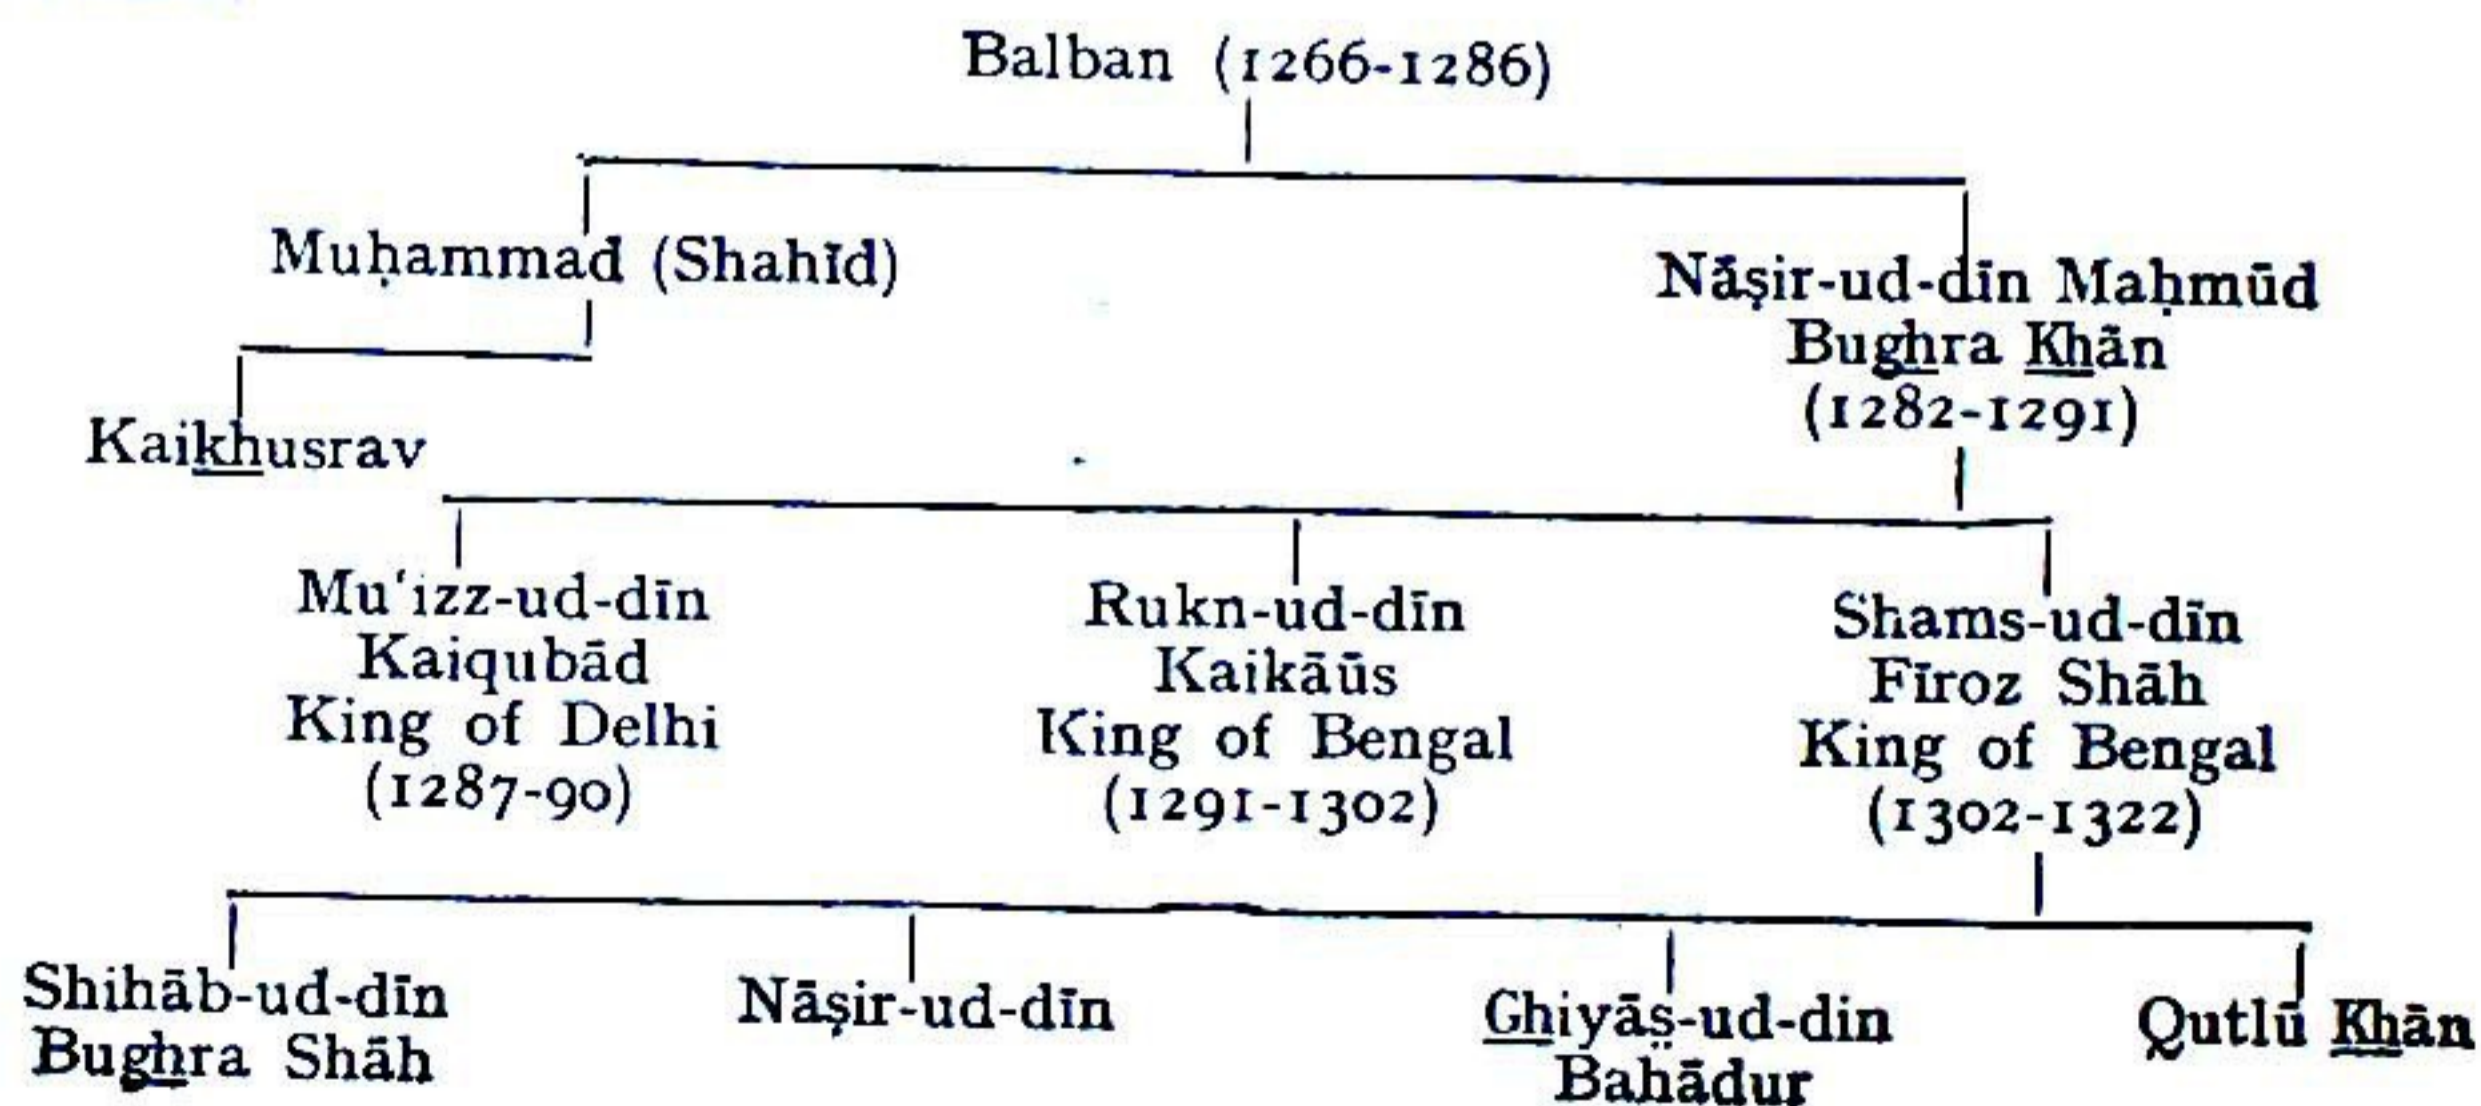 Balban (1266-1286)
Muḥammad (Shahīd)
Nāṣir-ud-dīn Maḥmūd
Bughra Khān
(1282-1291)
Kaikhusrav
Mu‘izz-ud-dīn
Kaiqubād
King of Delhi
(1287-90)
Rukn-ud-dīn
Kaikāūs
King of Bengal
(1291-1302)
Shams-ud-dīn
Fīroz Shāh
King of Bengal
(1302-1322)
Shihāb-ud-dīn
Bughra Shāh
Nāṣir-ud-dīn
Ghiyās̤-ud-din
Bahādur
Qutlū Khān